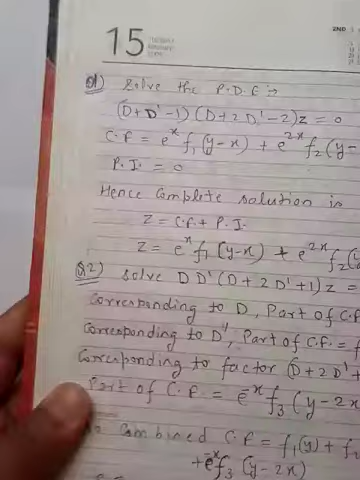 15
2ND
Q1) Solve the P.D.E :→
(D+D'-1) (D+2D'-2)z = 0
C.F = e^x f₁(y-x) + e^2x f₂(y-
P.I. = 0
Hence Complete solution is
Z = C.F + P.I.
Z = e^x f₁(y-x) + e^2x f₂(y
Q2) Solve DD'(D+2D'+1)z =
Corresponding to D, Part of C.F
Corresponding to D', Part of C.F. = f
Corresponding to factor (D+2D'+
Part of C.F. = e^-x f₃(y-2x
Combined C.F = f₁(y) + f₂
+e^-x f₃(y-2x)